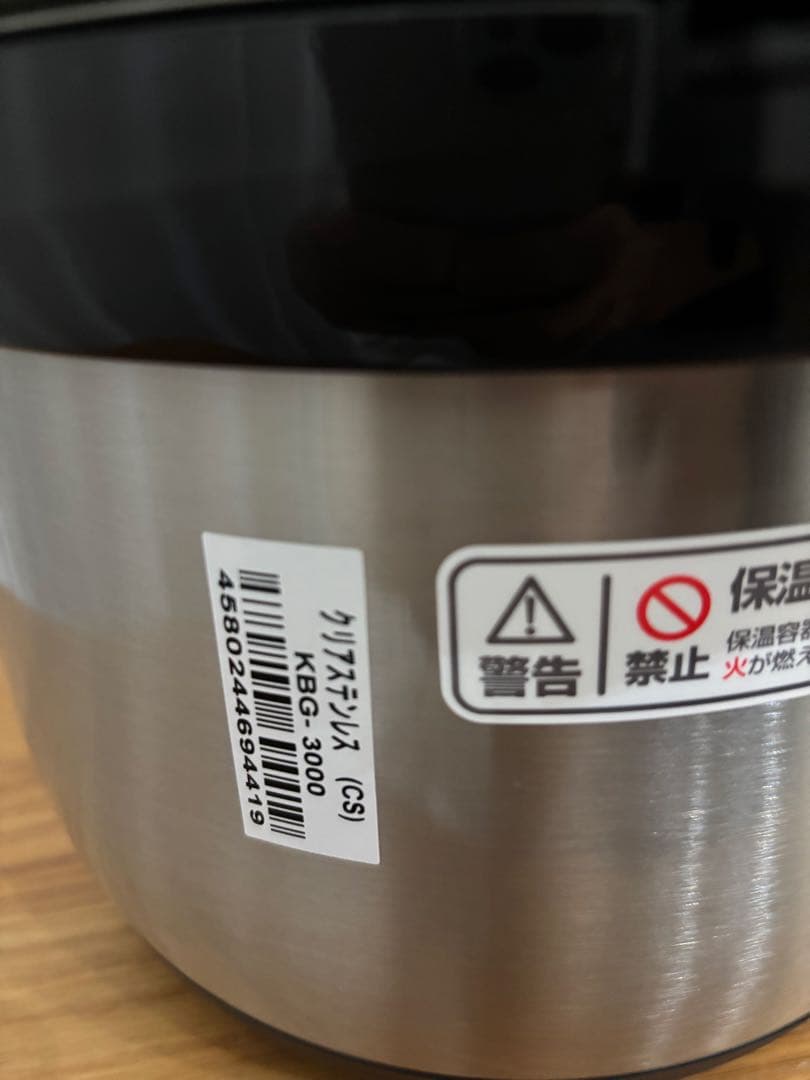 クリアステンレス (CS)
KBG-3000
4580244694419
警告
禁止
保温
保温容器
火が燃え